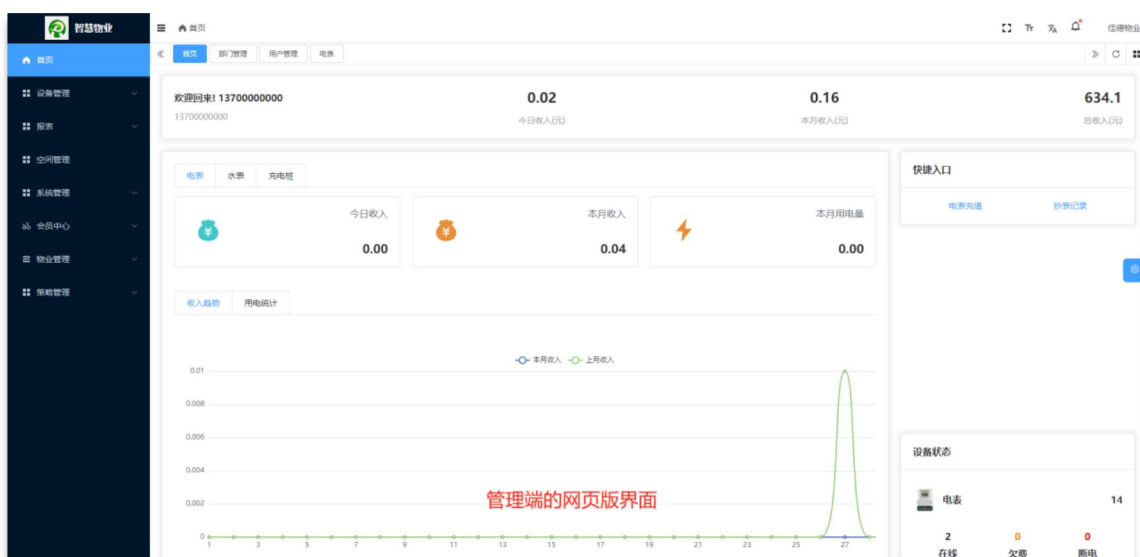 智慧物业
首页
设备管理
报表
空间管理
系统管理
会员中心
物业管理
策略管理
首页
佳德物业
首页 部门管理 用户管理 电表
欢迎回来! 13700000000
13700000000
0.02
今日收入(元)
0.16
本月收入(元)
634.1
总收入(元)
电表 水表 充电桩
今日收入
0.00
本月收入
0.04
本月用电量
0.00
收入趋势 用电统计
本月收入 上月收入
0.01
0.008
0.006
0.004
0.002
0
1 3 5 7 9 11 13 15 17 19 21 23 25 27
管理端的网页版界面
快捷入口
电表充值 抄表记录
设备状态
电表 14
2 0 0
在线 欠费 断电